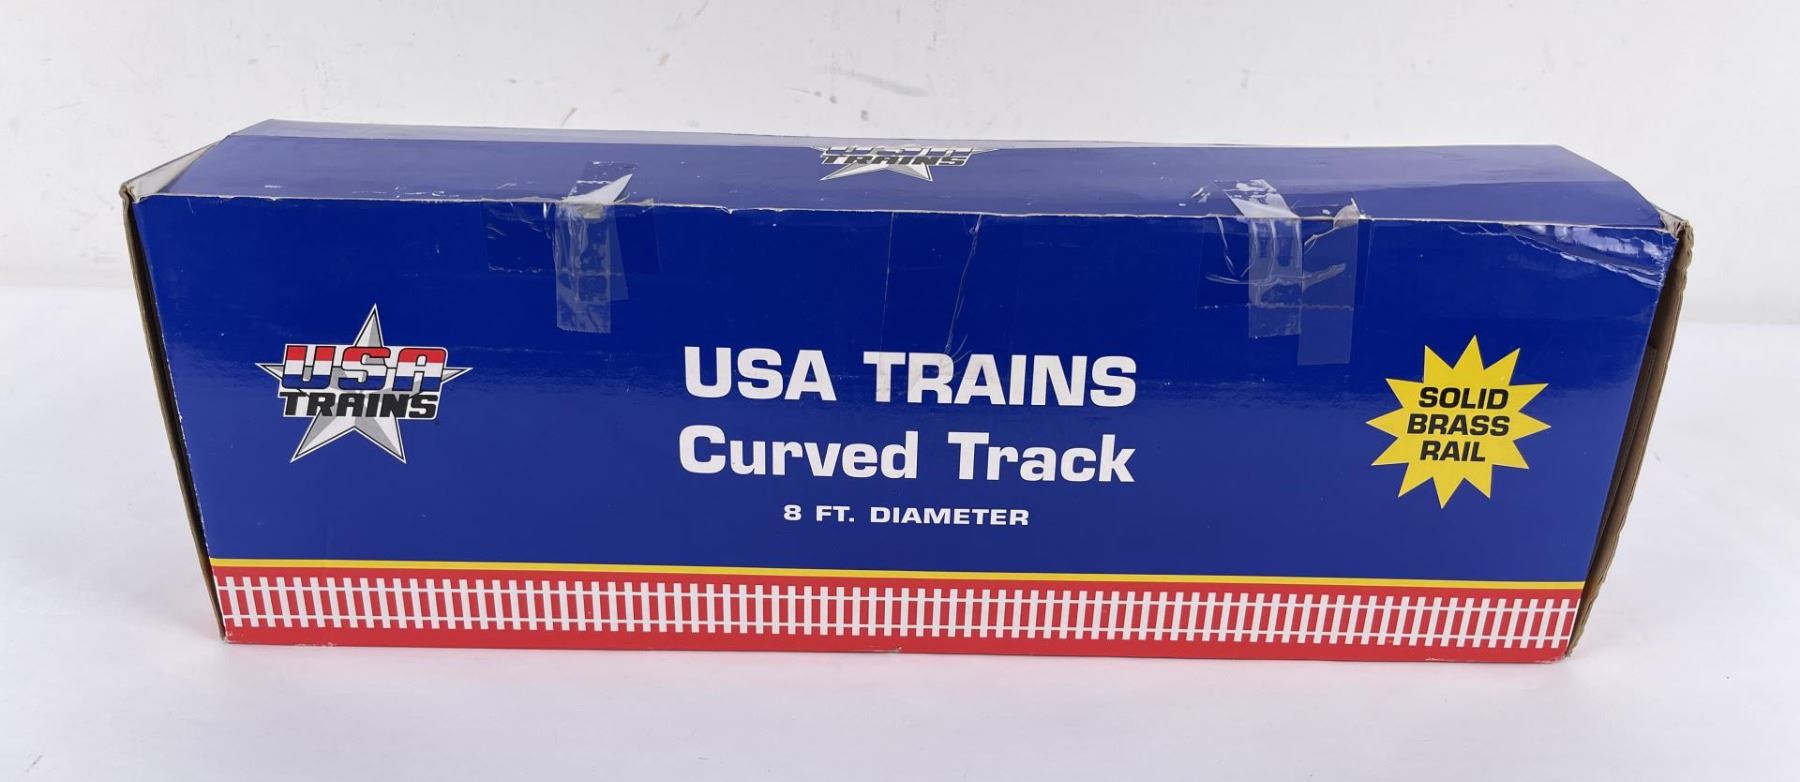 USA
TRAINS
USA
TRAINS
USA TRAINS
Curved Track
8 FT. DIAMETER
SOLID
BRASS
RAIL